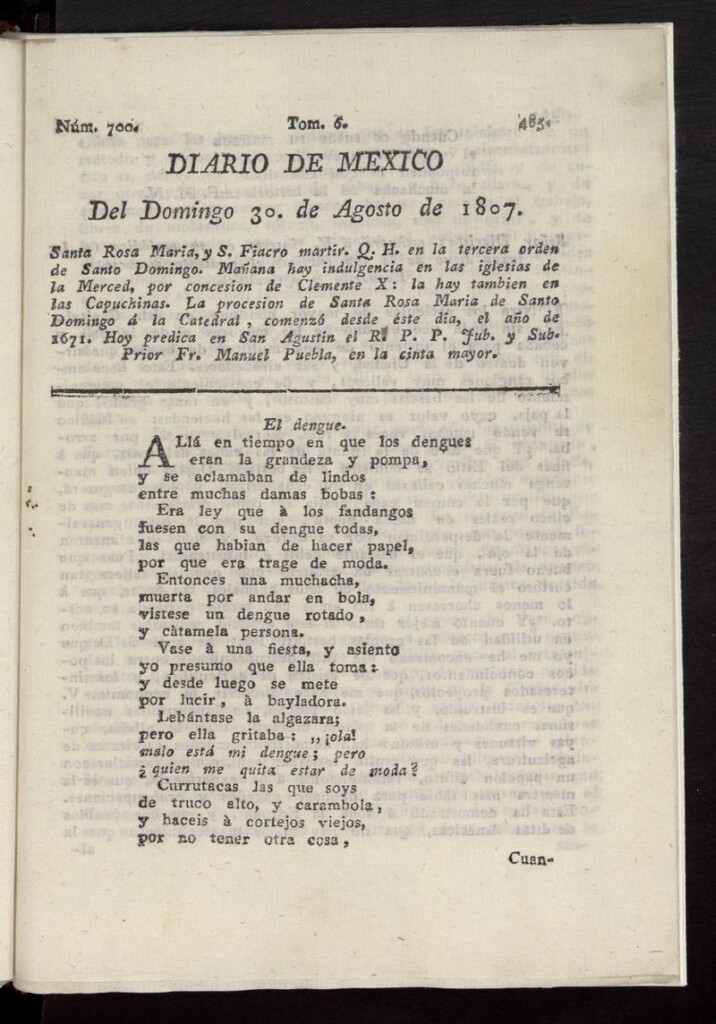 Núm. 700. Tom. 6. 485.
DIARIO DE MEXICO
Del Domingo 30. de Agosto de 1807.
Santa Rosa Maria, y S. Fiacro martir. Q. H. en la tercera orden
de Santo Domingo. Mañana hay indulgencia en las iglesias de
la Merced, por concesion de Clemente X: la hay tambien en
las Capuchinas. La procesion de Santa Rosa Maria de Santo
Domingo á la Catedral, comenzó desde éste dia, el año de
1671. Hoy predica en San Agustin el R. P. P. Jub. y Sub-
Prior Fr. Manuel Puebla, en la cinta mayor.
El dengue.
ALlá en tiempo en que los dengues
eran la grandeza y pompa,
y se aclamaban de lindos
entre muchas damas bobas:
Era ley que à los fandangos
fuesen con su dengue todas,
las que habian de hacer papel,
por que era trage de moda.
Entonces una muchacha,
muerta por andar en bola,
vistese un dengue rotado,
y càtamela persona.
Vase à una fiesta, y asiento
yo presumo que ella toma:
y desde luego se mete
por lucir, à bayladora.
Lebántase la algazara;
pero ella gritaba: ,,¡ola!
malo está mi dengue; pero
¿quien me quita estar de moda?
Currutacas las que soys
de truco alto, y carambola,
y haceis à cortejos viejos,
por no tener otra cosa,
Cuan-